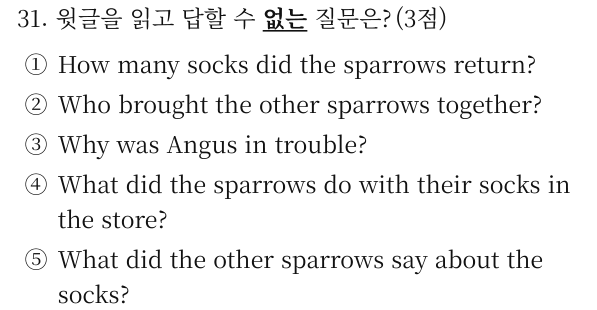 31. 윗글을 읽고 답할 수 없는 질문은?(3점)
① How many socks did the sparrows return?
② Who brought the other sparrows together?
③ Why was Angus in trouble?
④ What did the sparrows do with their socks in
the store?
⑤ What did the other sparrows say about the
socks?